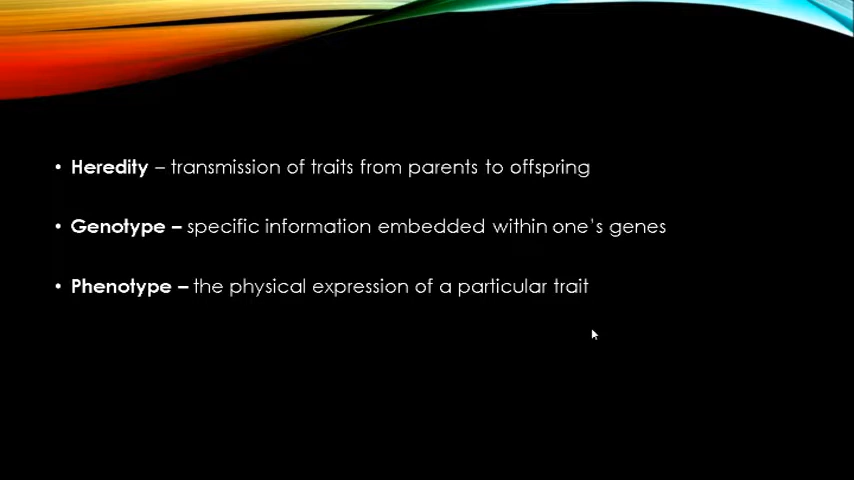 • Heredity – transmission of traits from parents to offspring
• Genotype – specific information embedded within one’s genes
• Phenotype – the physical expression of a particular trait